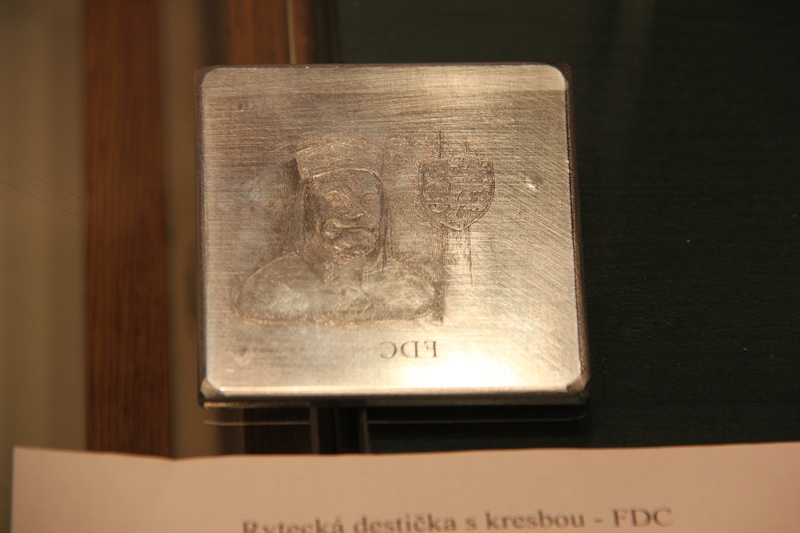 FDC
Rytecká destička s kresbou - FDC